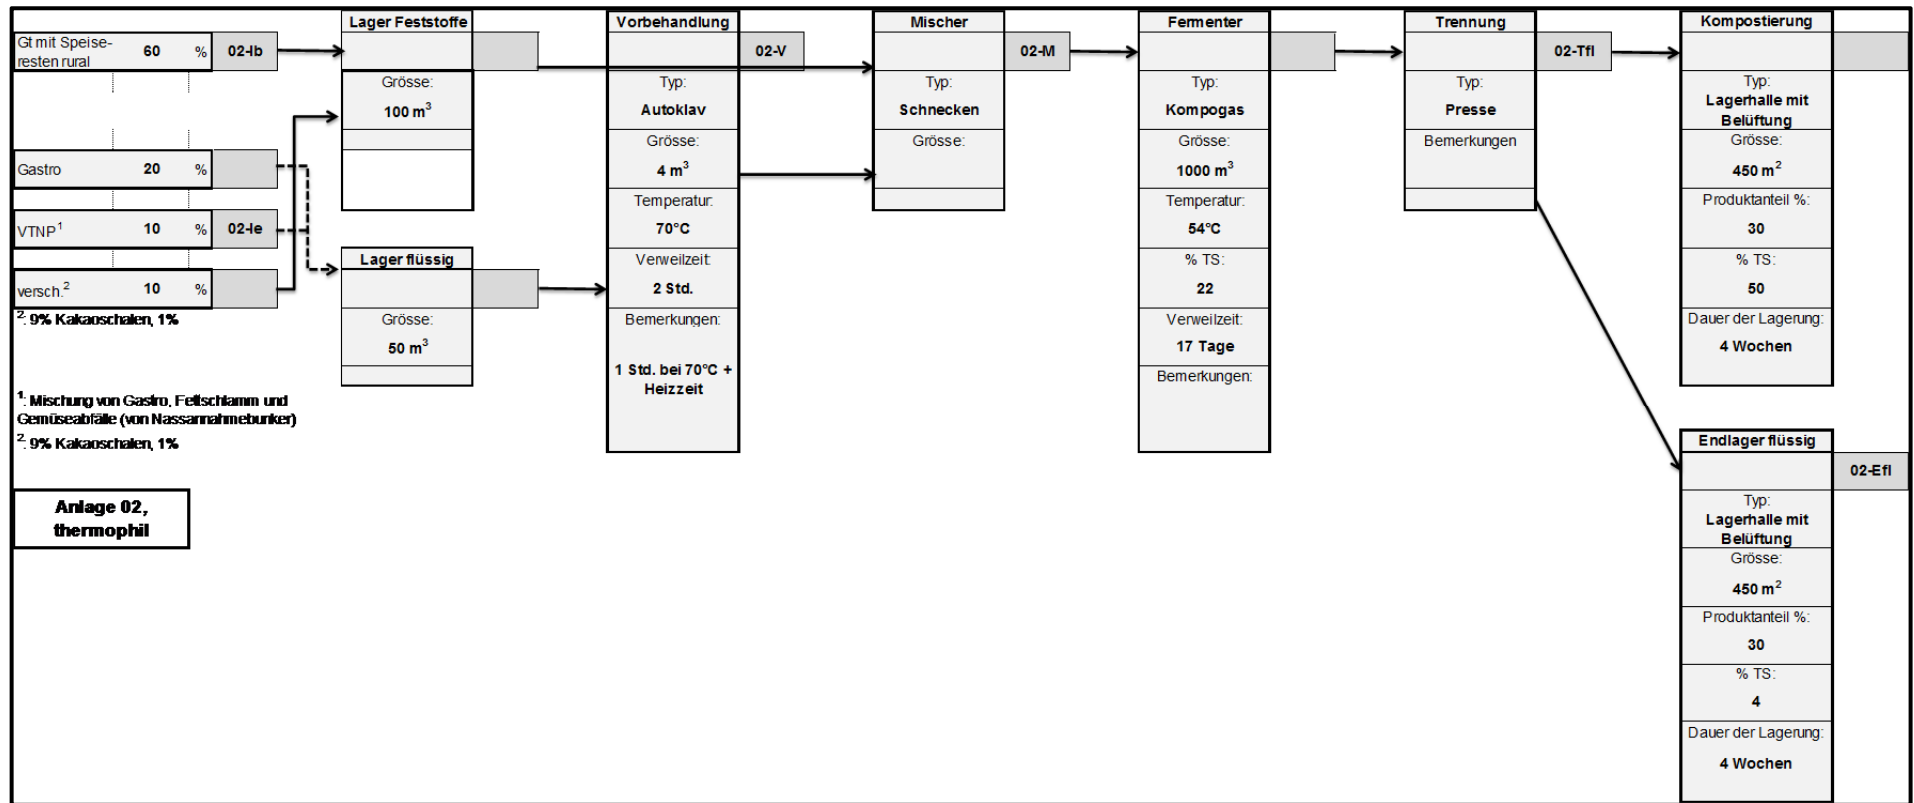 Gt mit Speise-
resten rural
60 % 02-Ib
Gastro 20 %
VTNP1 10 % 02-Ie
versch.2 10 %
2: 9% Kakaoschalen, 1%
1: Mischung von Gastro, Fettschlamm und
Gemüseabfälle (von Nassannahmebunker)
2: 9% Kakaoschalen, 1%
Anlage 02,
thermophil
Lager Feststoffe
Grösse:
100 m3
Lager flüssig
Grösse:
50 m3
Vorbehandlung
02-V
Typ:
Autoklav
Grösse:
4 m3
Temperatur:
70°C
Verweilzeit:
2 Std.
Bemerkungen:
1 Std. bei 70°C +
Heizzeit
Mischer
02-M
Typ:
Schnecken
Grösse:
Fermenter
Typ:
Kompogas
Grösse:
1000 m3
Temperatur:
54°C
% TS:
22
Verweilzeit:
17 Tage
Bemerkungen:
Trennung
02-Tfl
Typ:
Presse
Bemerkungen
Kompostierung
Typ:
Lagerhalle mit
Belüftung
Grösse:
450 m2
Produktanteil %:
30
% TS:
50
Dauer der Lagerung:
4 Wochen
Endlager flüssig
02-Efl
Typ:
Lagerhalle mit
Belüftung
Grösse:
450 m2
Produktanteil %:
30
% TS:
4
Dauer der Lagerung:
4 Wochen